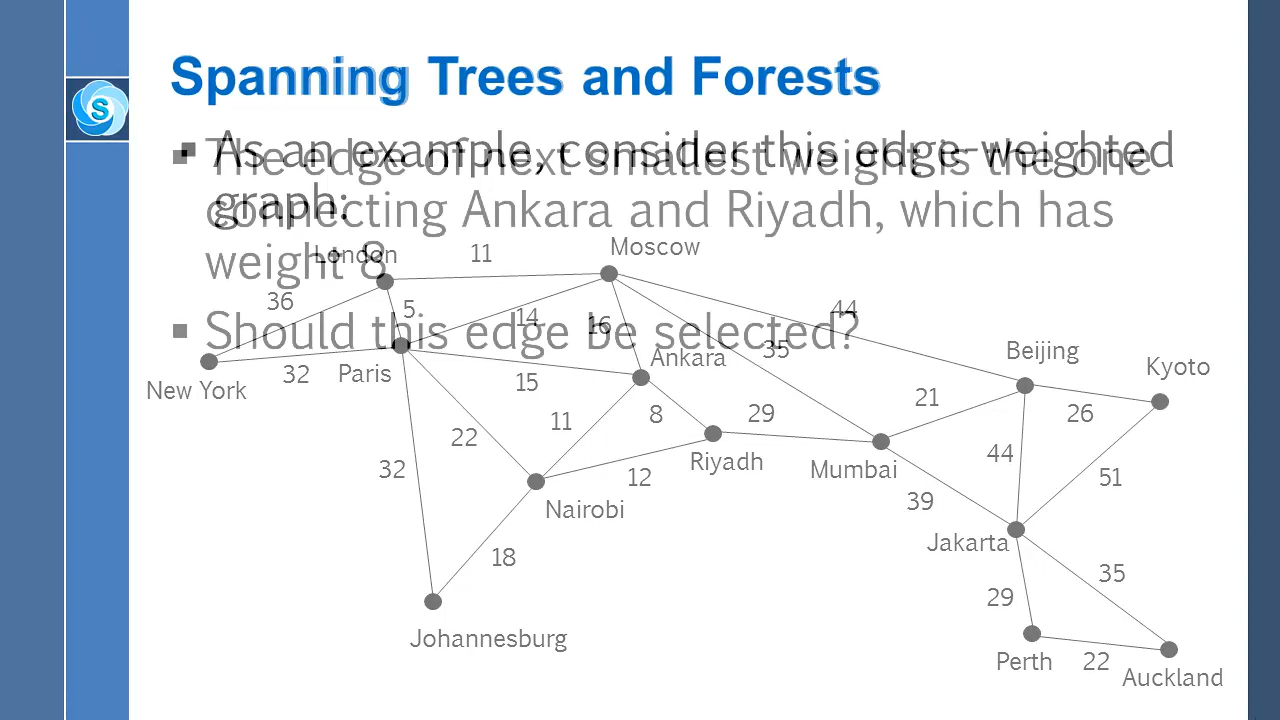 S
Spanning Trees and Forests
▪ As an example, consider this edge-weighted
graph:
▪ The edge of next smallest weight is the one
connecting Ankara and Riyadh, which has
weight 8
▪ Should this edge be selected?
London
11
Moscow
36
5
14
16
44
35
New York
32
Paris
15
Ankara
Beijing
Kyoto
22
11
8
29
21
26
32
12
Riyadh
Mumbai
44
51
Nairobi
39
18
Jakarta
35
29
Johannesburg
Perth
22
Auckland